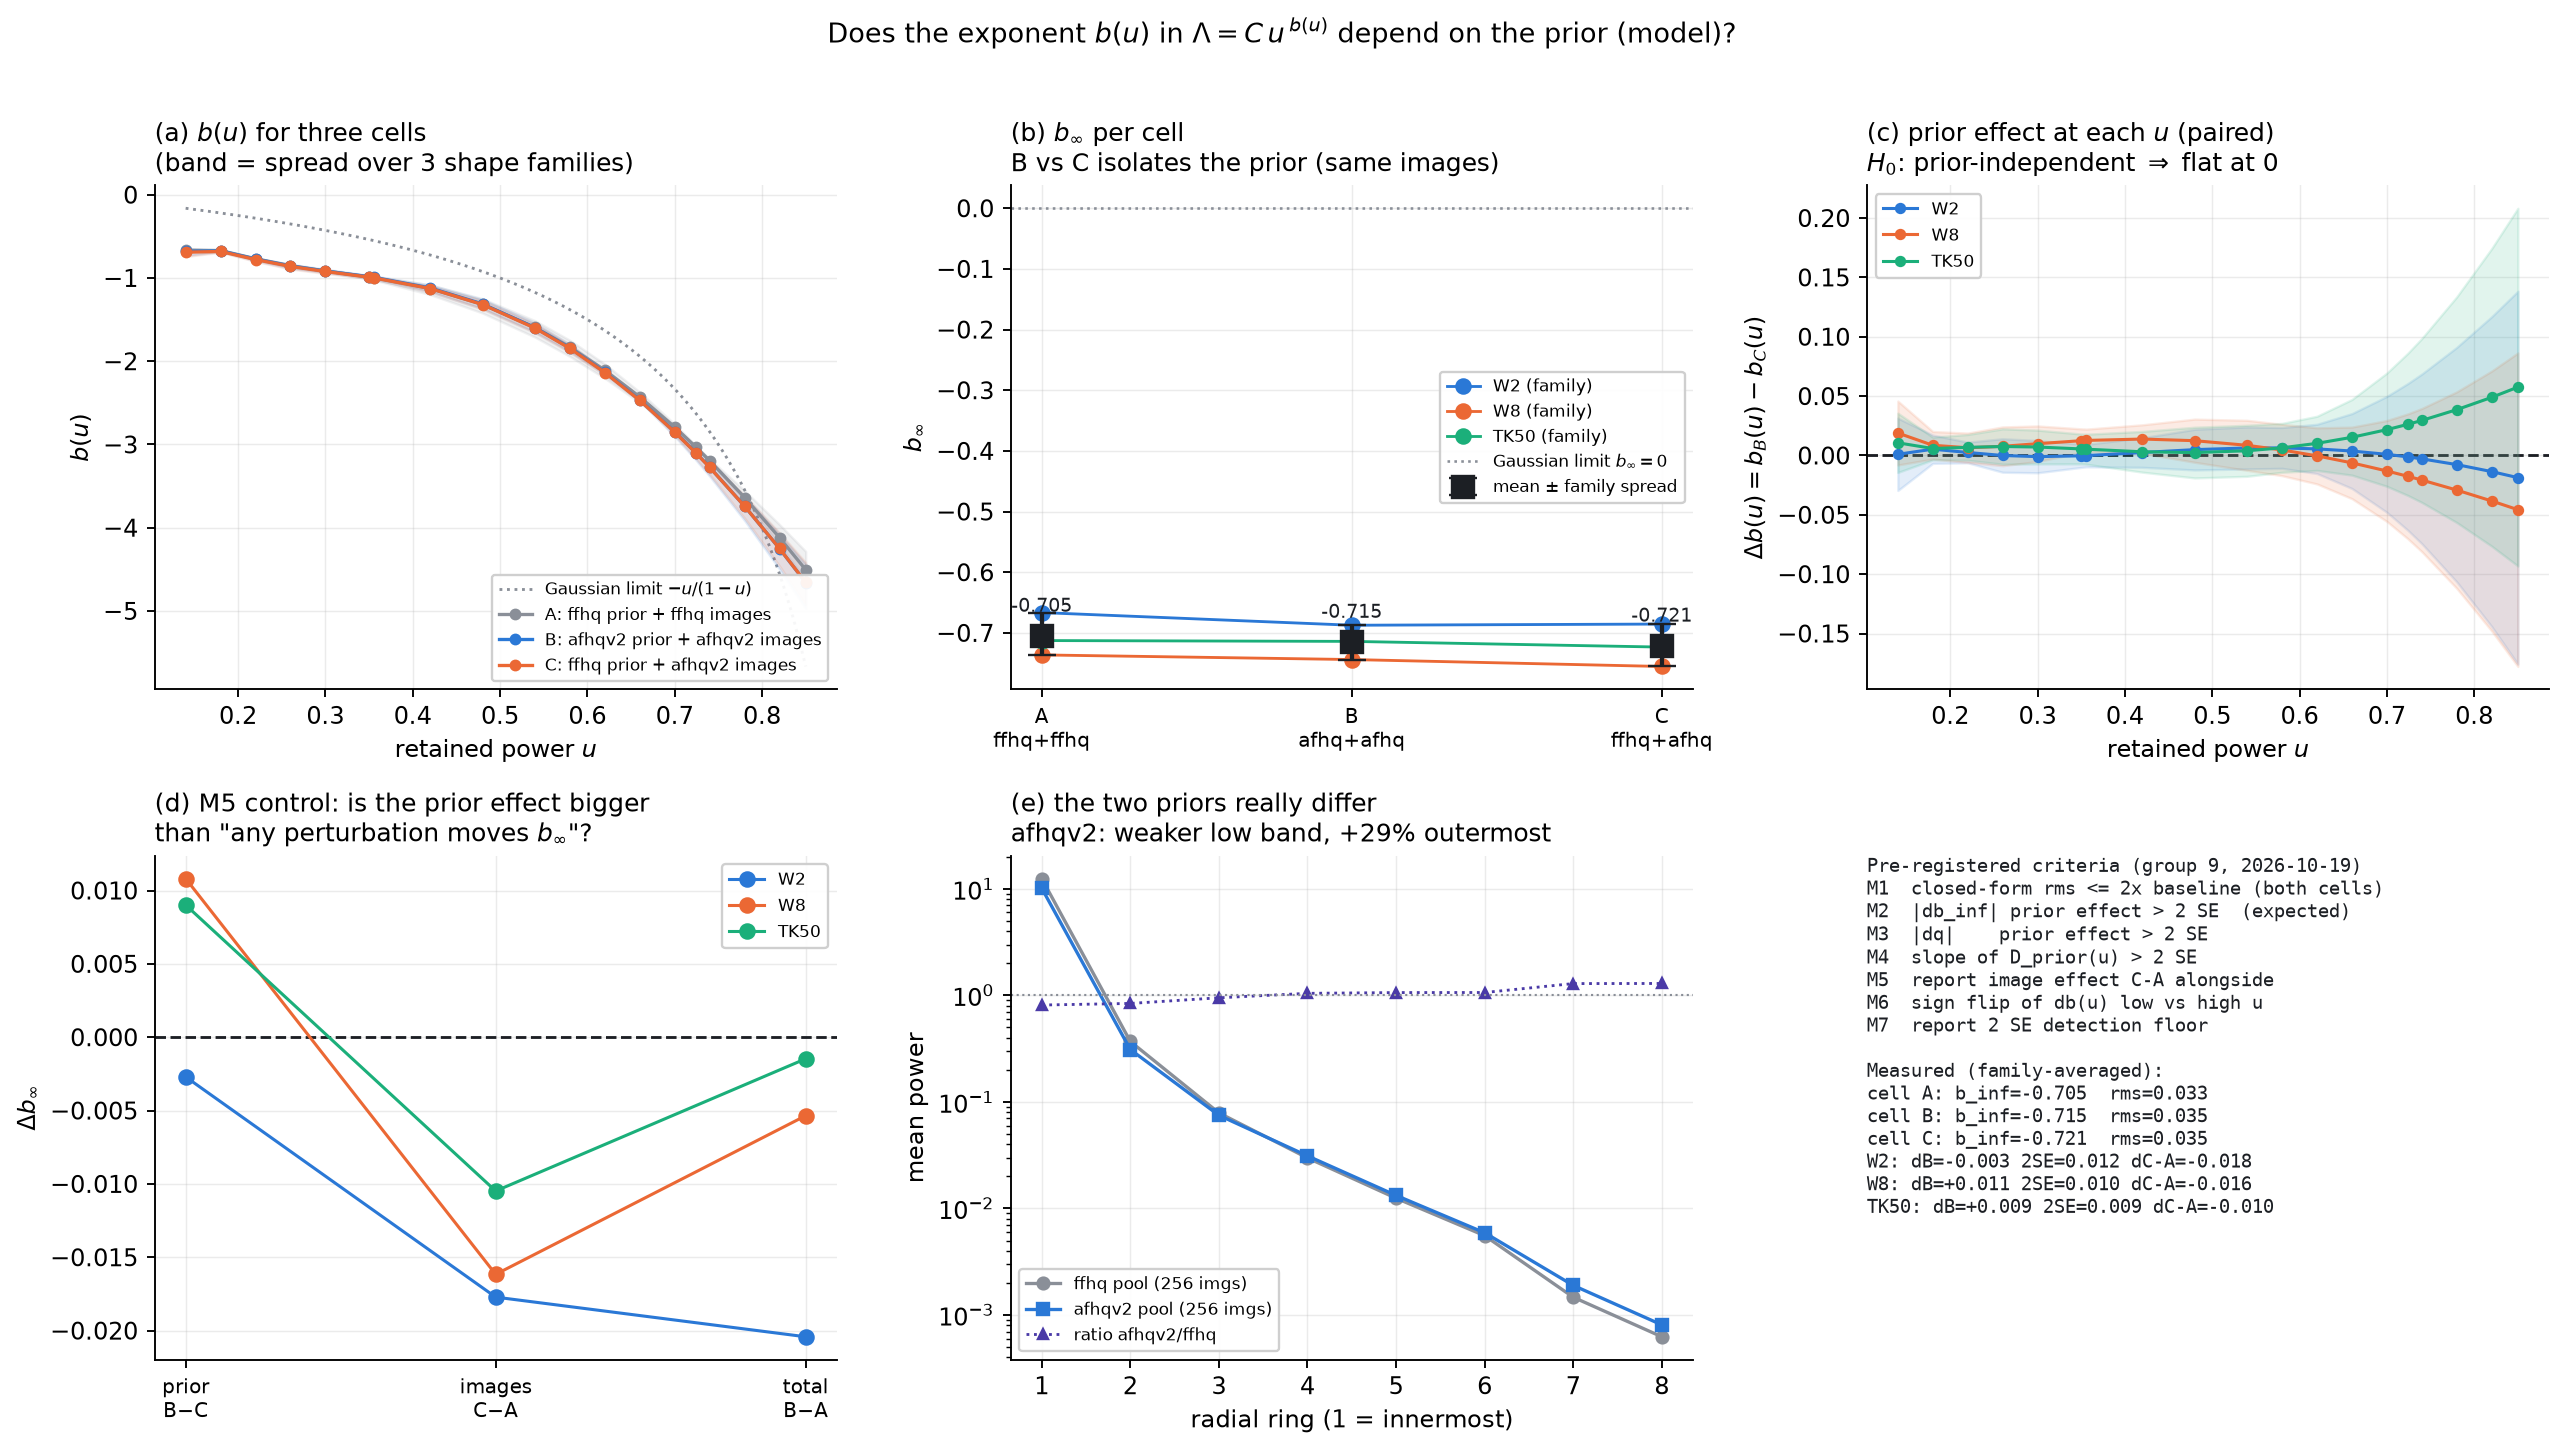 Does the exponent b(u) in Λ = C u^b(u) depend on the prior (model)?
(a) b(u) for three cells
(band = spread over 3 shape families)
0
−1
−2
−3
−4
−5
b(u)
Gaussian limit −u/(1 − u)
A: ffhq prior + ffhq images
B: afhqv2 prior + afhqv2 images
C: ffhq prior + afhqv2 images
0.2 0.3 0.4 0.5 0.6 0.7 0.8
retained power u
(b) b∞ per cell
B vs C isolates the prior (same images)
0.0
−0.1
−0.2
−0.3
−0.4
−0.5
−0.6
−0.7
b∞
W2 (family)
W8 (family)
TK50 (family)
Gaussian limit b∞ = 0
mean ± family spread
-0.705
-0.715
-0.721
A
ffhq+ffhq
B
afhq+afhq
C
ffhq+afhq
(c) prior effect at each u (paired)
H₀: prior-independent ⇒ flat at 0
W2
W8
TK50
0.20
0.15
0.10
0.05
0.00
−0.05
−0.10
−0.15
Δb(u) = b_B(u) − b_C(u)
0.2 0.3 0.4 0.5 0.6 0.7 0.8
retained power u
(d) M5 control: is the prior effect bigger
than "any perturbation moves b∞"?
W2
W8
TK50
0.010
0.005
0.000
−0.005
−0.010
−0.015
−0.020
Δb∞
prior
B−C
images
C−A
total
B−A
(e) the two priors really differ
afhqv2: weaker low band, +29% outermost
10¹
10⁰
10⁻¹
10⁻²
10⁻³
mean power
ffhq pool (256 imgs)
afhqv2 pool (256 imgs)
ratio afhqv2/ffhq
1 2 3 4 5 6 7 8
radial ring (1 = innermost)
Pre-registered criteria (group 9, 2026-10-19)
M1 closed-form rms <= 2x baseline (both cells)
M2 |db_inf| prior effect > 2 SE (expected)
M3 |dq| prior effect > 2 SE
M4 slope of D_prior(u) > 2 SE
M5 report image effect C-A alongside
M6 sign flip of db(u) low vs high u
M7 report 2 SE detection floor
Measured (family-averaged):
cell A: b_inf=-0.705 rms=0.033
cell B: b_inf=-0.715 rms=0.035
cell C: b_inf=-0.721 rms=0.035
W2: dB=-0.003 2SE=0.012 dC-A=-0.018
W8: dB=+0.011 2SE=0.010 dC-A=-0.016
TK50: dB=+0.009 2SE=0.009 dC-A=-0.010